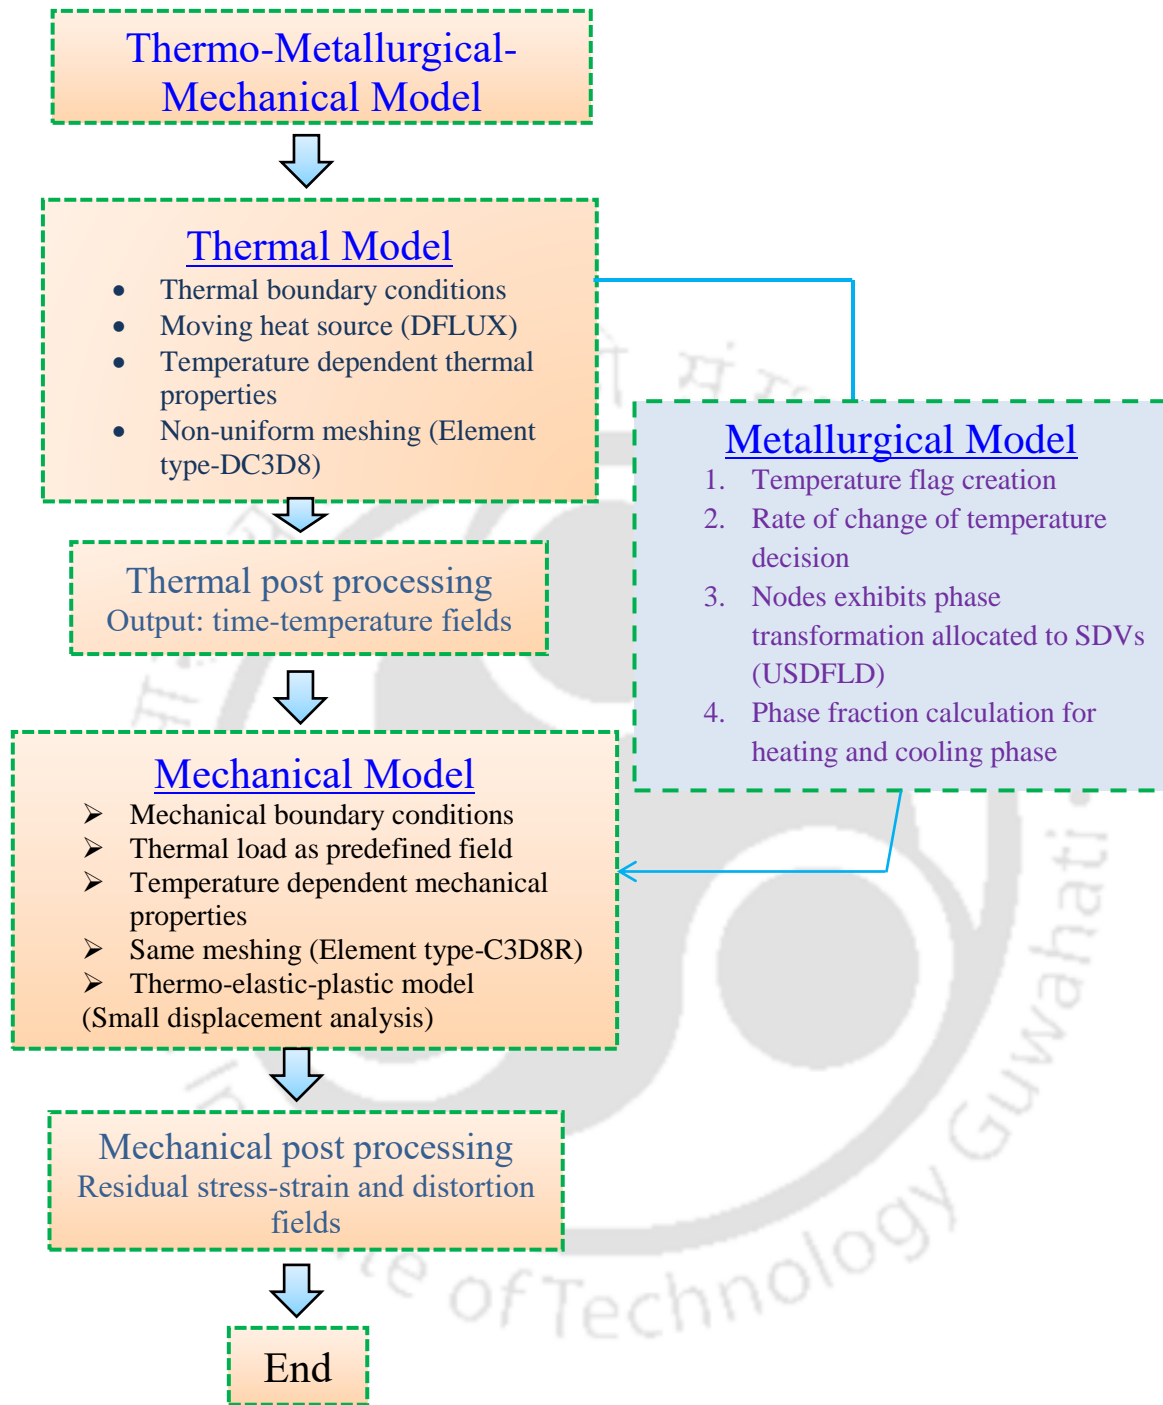 Thermo-Metallurgical-
Mechanical Model
Thermal Model
• Thermal boundary conditions
• Moving heat source (DFLUX)
• Temperature dependent thermal
properties
• Non-uniform meshing (Element
type-DC3D8)
Metallurgical Model
1. Temperature flag creation
2. Rate of change of temperature
decision
3. Nodes exhibits phase
transformation allocated to SDVs
(USDFLD)
4. Phase fraction calculation for
heating and cooling phase
Thermal post processing
Output: time-temperature fields
Mechanical Model
➢ Mechanical boundary conditions
➢ Thermal load as predefined field
➢ Temperature dependent mechanical
properties
➢ Same meshing (Element type-C3D8R)
➢ Thermo-elastic-plastic model
(Small displacement analysis)
Mechanical post processing
Residual stress-strain and distortion
fields
End
of Technology Guwahati